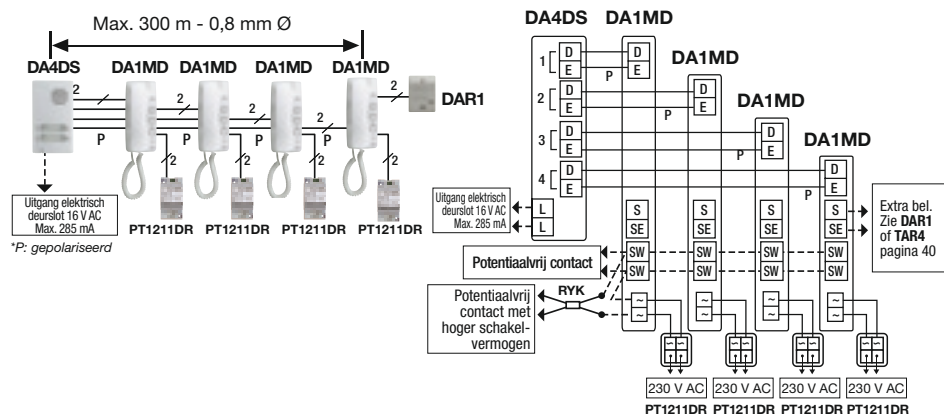 Max. 300 m - 0,8 mm Ø
DA4DS DA1MD DA1MD DA1MD DA1MD
2
2
2
2
2
DAR1
P P P P
2 2 2 2
Uitgang elektrisch
deurslot 16 V AC
Max. 285 mA
PT1211DR PT1211DR PT1211DR PT1211DR
*P: gepolariseerd
DA4DS DA1MD
DA1MD
DA1MD
DA1MD
1 D D
E P E
2 D D
E P E
3 D D
E P E
4 D D
E P E
Uitgang elektrisch
deurslot 16 V AC
Max. 285 mA
L
L
S S S S
SE SE SE SE
Extra bel.
Zie DAR1
of TAR4
pagina 40
Potentiaalvrij contact
SW SW SW SW
SW SW SW SW
RYK
Potentiaalvrij
contact met
hoger schakel-
vermogen
~ ~ ~ ~
~ ~ ~ ~
230 V AC 230 V AC 230 V AC 230 V AC
PT1211DR PT1211DR PT1211DR PT1211DR